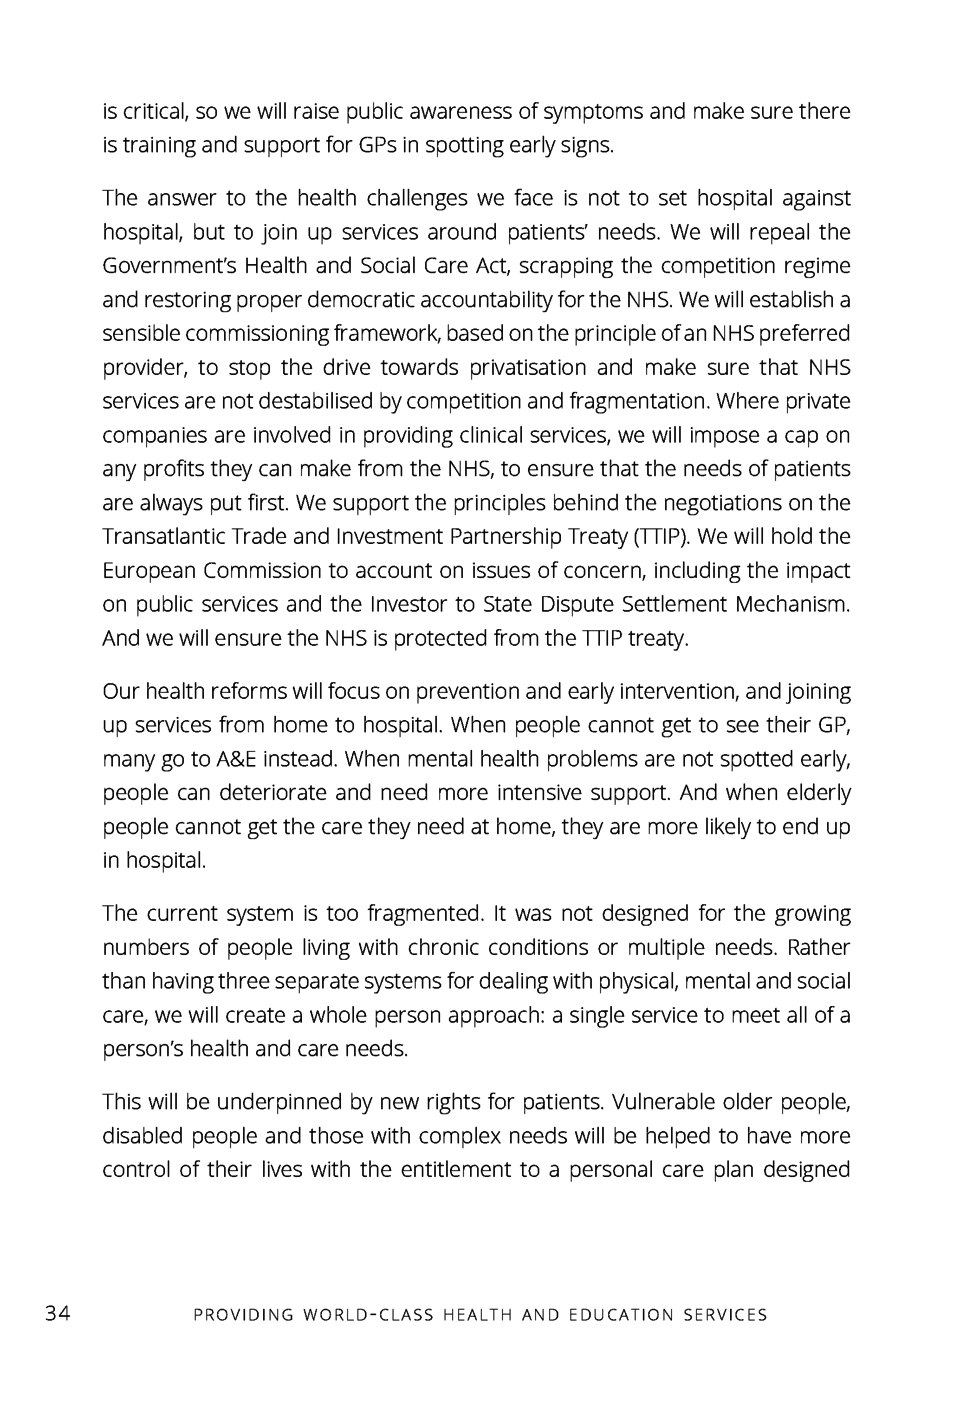 is critical, so we will raise public awareness of symptoms and make sure there
is training and support for GPs in spotting early signs.
The answer to the health challenges we face is not to set hospital against
hospital, but to join up services around patients’ needs. We will repeal the
Government’s Health and Social Care Act, scrapping the competition regime
and restoring proper democratic accountability for the NHS. We will establish a
sensible commissioning framework, based on the principle of an NHS preferred
provider, to stop the drive towards privatisation and make sure that NHS
services are not destabilised by competition and fragmentation. Where private
companies are involved in providing clinical services, we will impose a cap on
any profits they can make from the NHS, to ensure that the needs of patients
are always put first. We support the principles behind the negotiations on the
Transatlantic Trade and Investment Partnership Treaty (TTIP). We will hold the
European Commission to account on issues of concern, including the impact
on public services and the Investor to State Dispute Settlement Mechanism.
And we will ensure the NHS is protected from the TTIP treaty.
Our health reforms will focus on prevention and early intervention, and joining
up services from home to hospital. When people cannot get to see their GP,
many go to A&E instead. When mental health problems are not spotted early,
people can deteriorate and need more intensive support. And when elderly
people cannot get the care they need at home, they are more likely to end up
in hospital.
The current system is too fragmented. It was not designed for the growing
numbers of people living with chronic conditions or multiple needs. Rather
than having three separate systems for dealing with physical, mental and social
care, we will create a whole person approach: a single service to meet all of a
person’s health and care needs.
This will be underpinned by new rights for patients. Vulnerable older people,
disabled people and those with complex needs will be helped to have more
control of their lives with the entitlement to a personal care plan designed
34 PROVIDING WORLD-CLASS HEALTH AND EDUCATION SERVICES